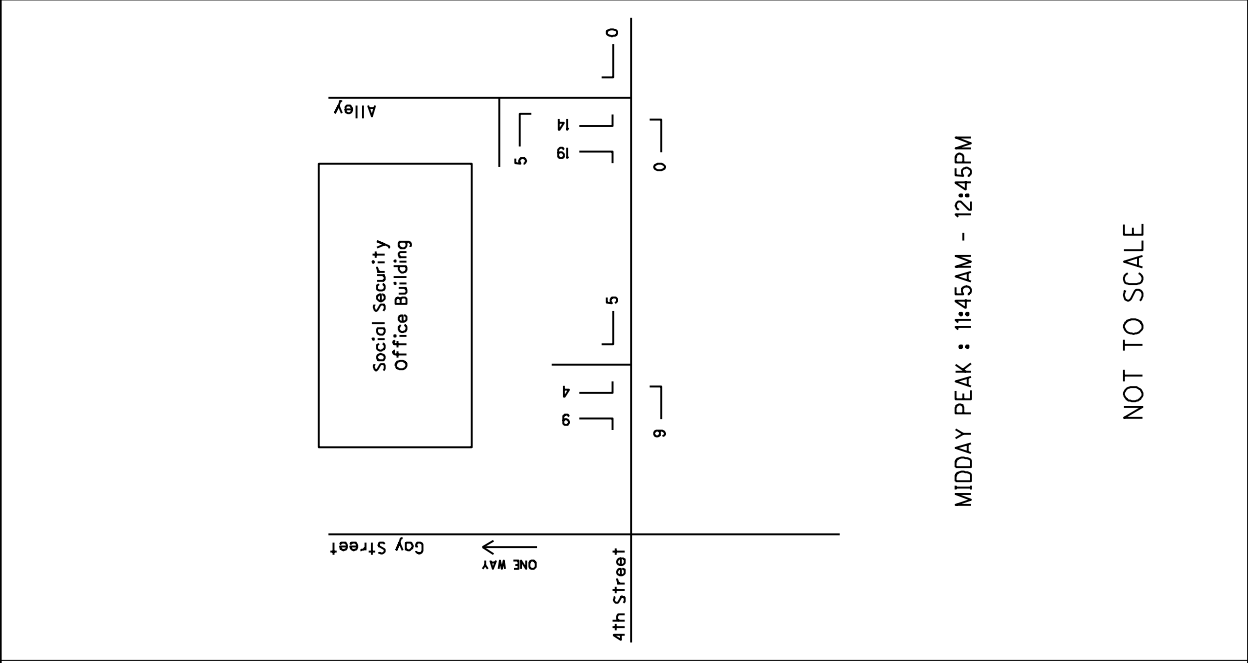 Alley
Social Security
Office Building
Gay Street
ONE WAY
5
14
19
0
0
5
4
9
9
4th Street
MIDDAY PEAK : 11:45AM - 12:45PM
NOT TO SCALE